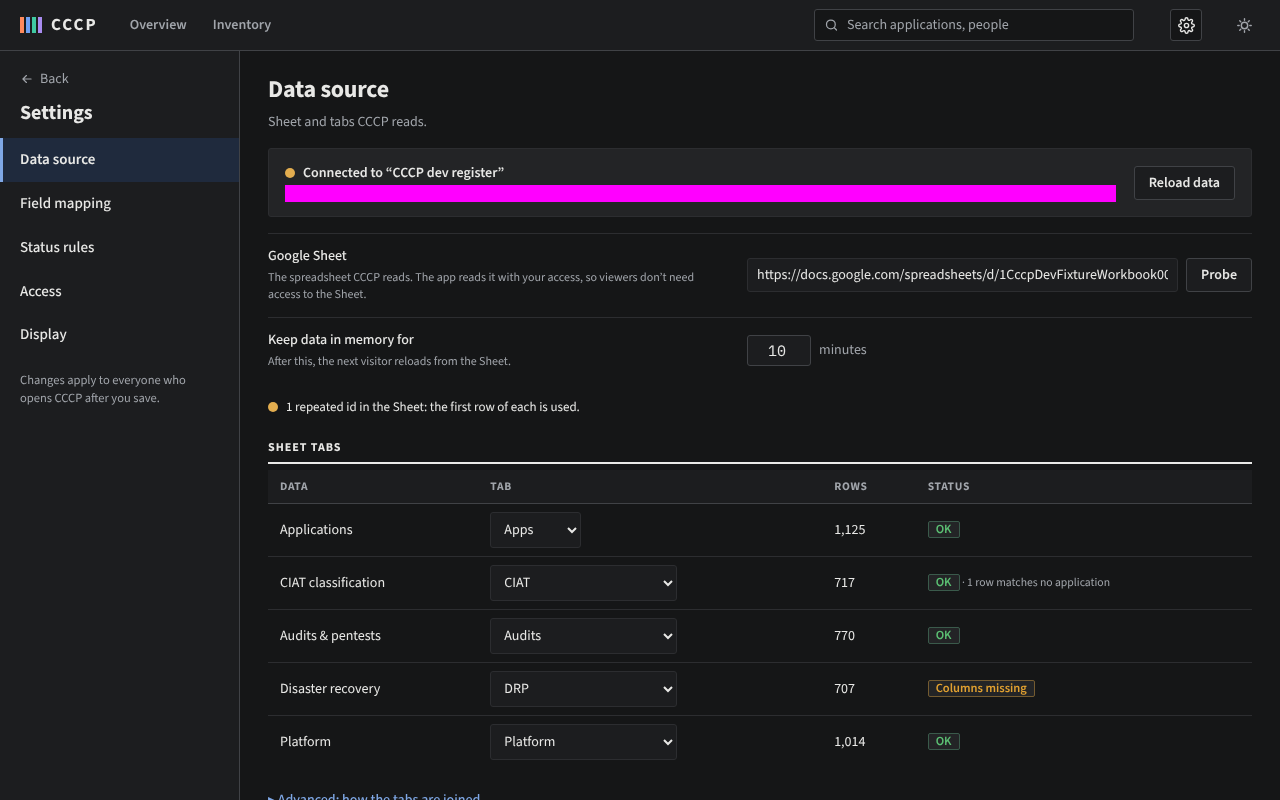 CCCP
Overview
Inventory
Search applications, people
Back
Settings
Data source
Field mapping
Status rules
Access
Display
Changes apply to everyone who
opens CCCP after you save.
Data source
Sheet and tabs CCCP reads.
Connected to “CCCP dev register”
Reload data
Google Sheet
The spreadsheet CCCP reads. The app reads it with your access, so viewers don't need
access to the Sheet.
https://docs.google.com/spreadsheets/d/1CccpDevFixtureWorkbook00
Probe
Keep data in memory for
After this, the next visitor reloads from the Sheet.
10 minutes
1 repeated id in the Sheet: the first row of each is used.
SHEET TABS
DATA TAB ROWS STATUS
Applications Apps 1,125 OK
CIAT classification CIAT 717 OK · 1 row matches no application
Audits & pentests Audits 770 OK
Disaster recovery DRP 707 Columns missing
Platform Platform 1,014 OK
Advanced: how the tabs are joined